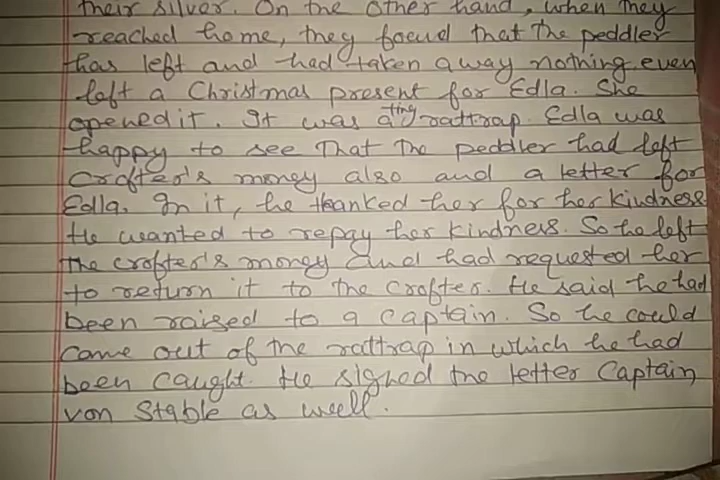 their silver. On the other hand, when they
reached home, they found that the peddler
has left and had taken away nothing even
left a Christmas present for Edla. She
opened it. It was a ting rattrap. Edla was
happy to see that the peddler had left
Crofter's money also and a letter for
Edla. In it, he thanked her for her kindness.
He wanted to repay her kindness. So he left
the crofter's money and had requested her
to return it to the crofter. He said he had
been raised to a captain. So he could
come out of the rattrap in which he had
been caught. He signed the letter Captain
von Stable as well.